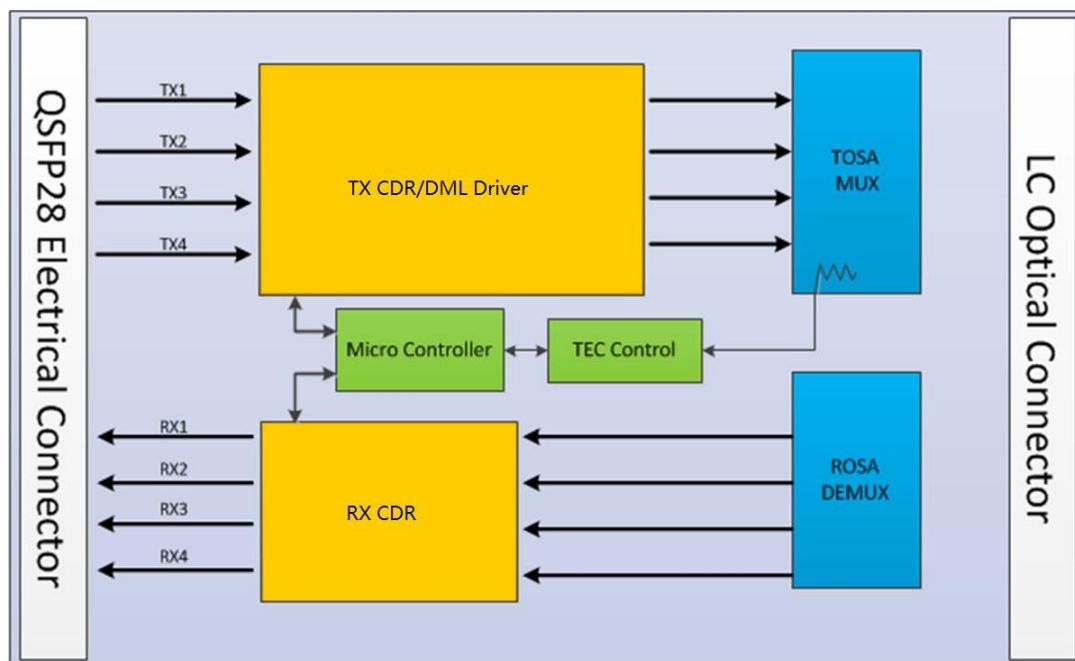 QSFP28 Electrical Connector
TX1
TX2
TX3
TX4
TX CDR/DML Driver
TOSA
MUX
LC Optical Connector
Micro Controller
TEC Control
RX1
RX2
RX3
RX4
RX CDR
ROSA
DEMUX